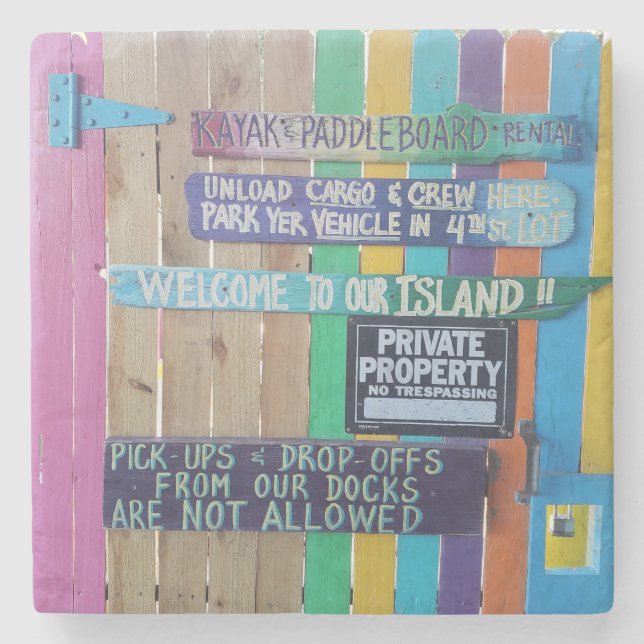 KAYAK & PADDLEBOARD · RENTAL
UNLOAD CARGO & CREW HERE.
PARK YER VEHICLE IN 4TH ST. LOT
WELCOME TO OUR ISLAND !!
PRIVATE
PROPERTY
NO TRESPASSING
PICK-UPS & DROP-OFFS
FROM OUR DOCKS
ARE NOT ALLOWED